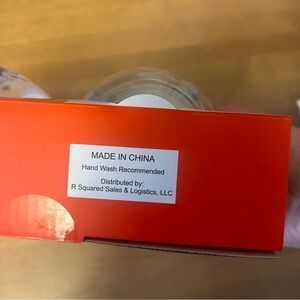 MADE IN CHINA
Hand Wash Recommended
Distributed by:
R Squared Sales & Logistics, LLC